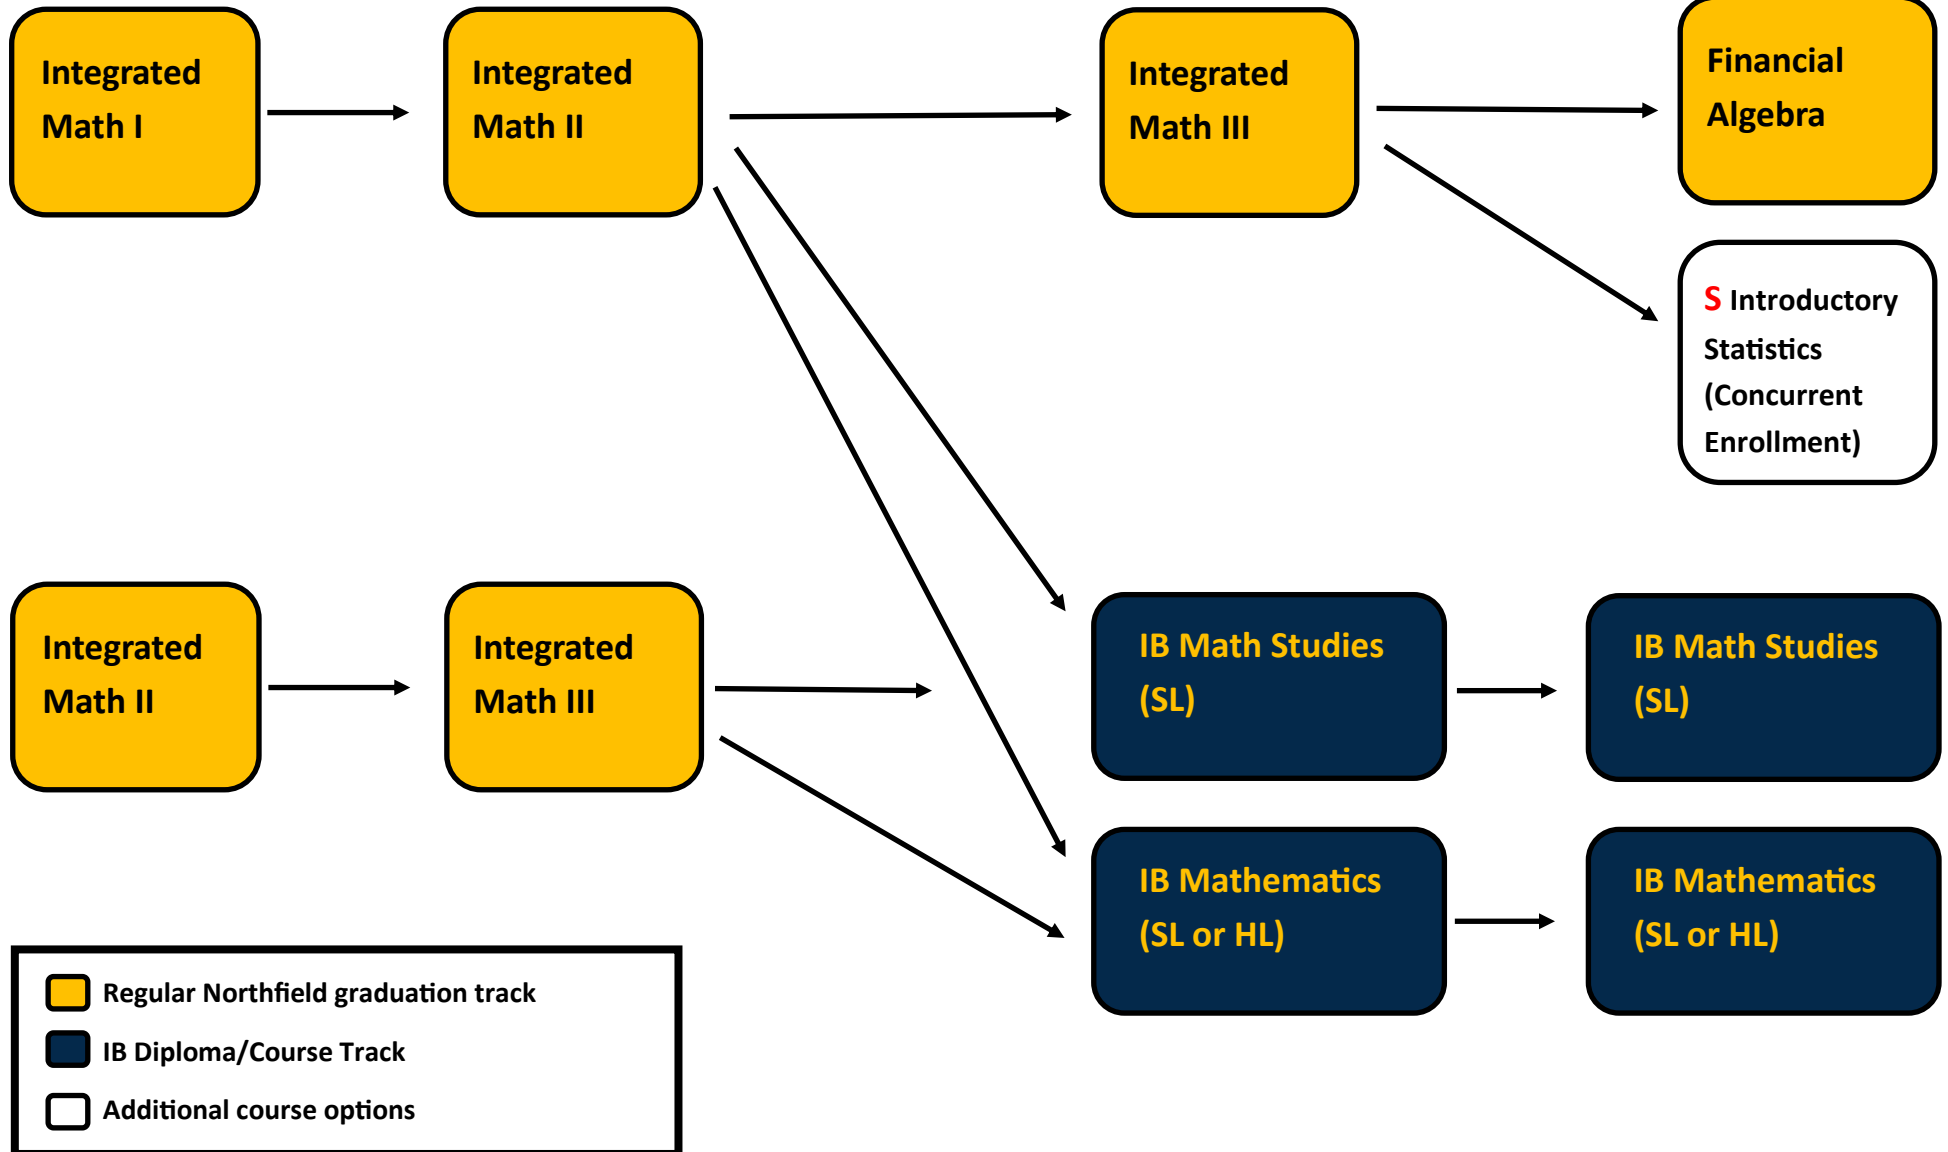 Integrated
Math I
Integrated
Math II
Integrated
Math III
Financial
Algebra
S Introductory
Statistics
(Concurrent
Enrollment)
Integrated
Math II
Integrated
Math III
IB Math Studies
(SL)
IB Math Studies
(SL)
IB Mathematics
(SL or HL)
IB Mathematics
(SL or HL)
Regular Northfield graduation track
IB Diploma/Course Track
Additional course options